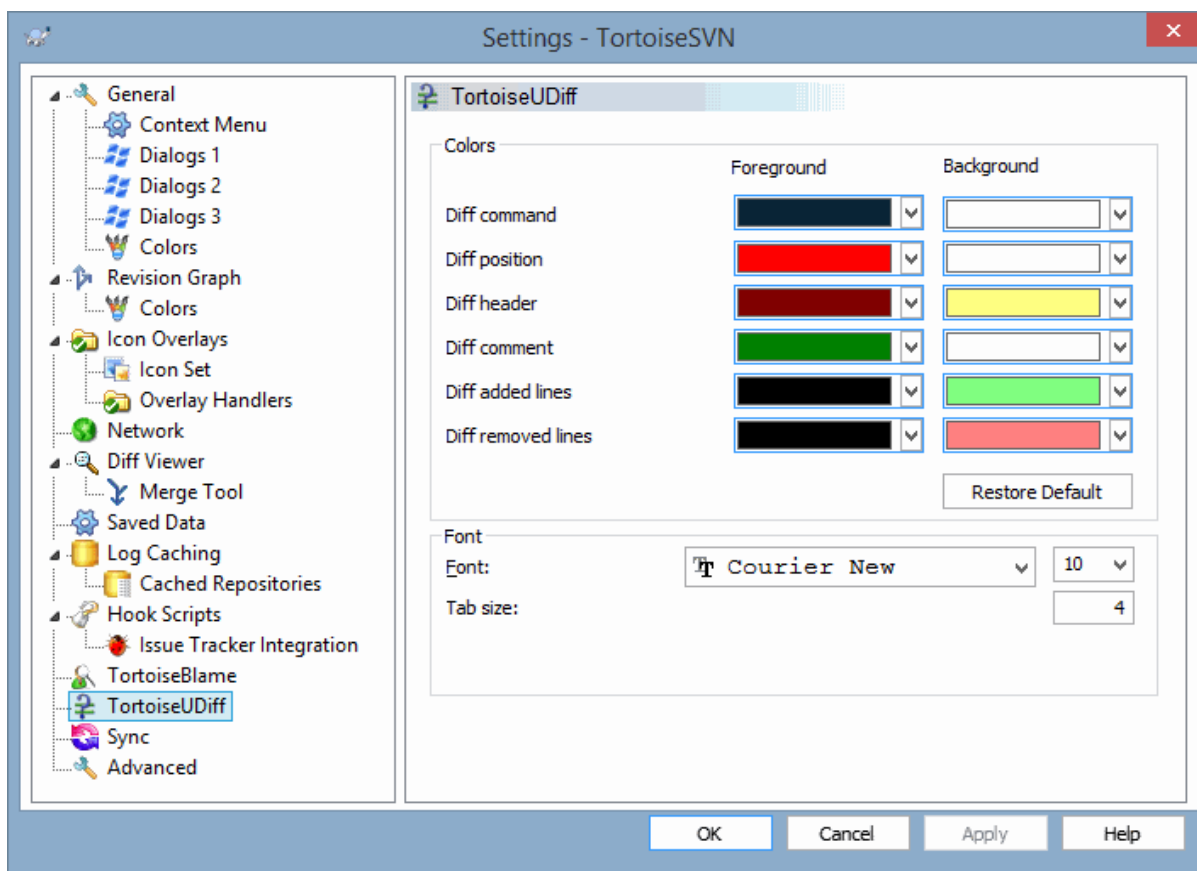 Settings - TortoiseSVN
General
Context Menu
Dialogs 1
Dialogs 2
Dialogs 3
Colors
Revision Graph
Colors
Icon Overlays
Icon Set
Overlay Handlers
Network
Diff Viewer
Merge Tool
Saved Data
Log Caching
Cached Repositories
Hook Scripts
Issue Tracker Integration
TortoiseBlame
TortoiseUDiff
Sync
Advanced
TortoiseUDiff
Colors
Foreground Background
Diff command
Diff position
Diff header
Diff comment
Diff added lines
Diff removed lines
Restore Default
Font
Font: Courier New 10
Tab size: 4
OK Cancel Apply Help